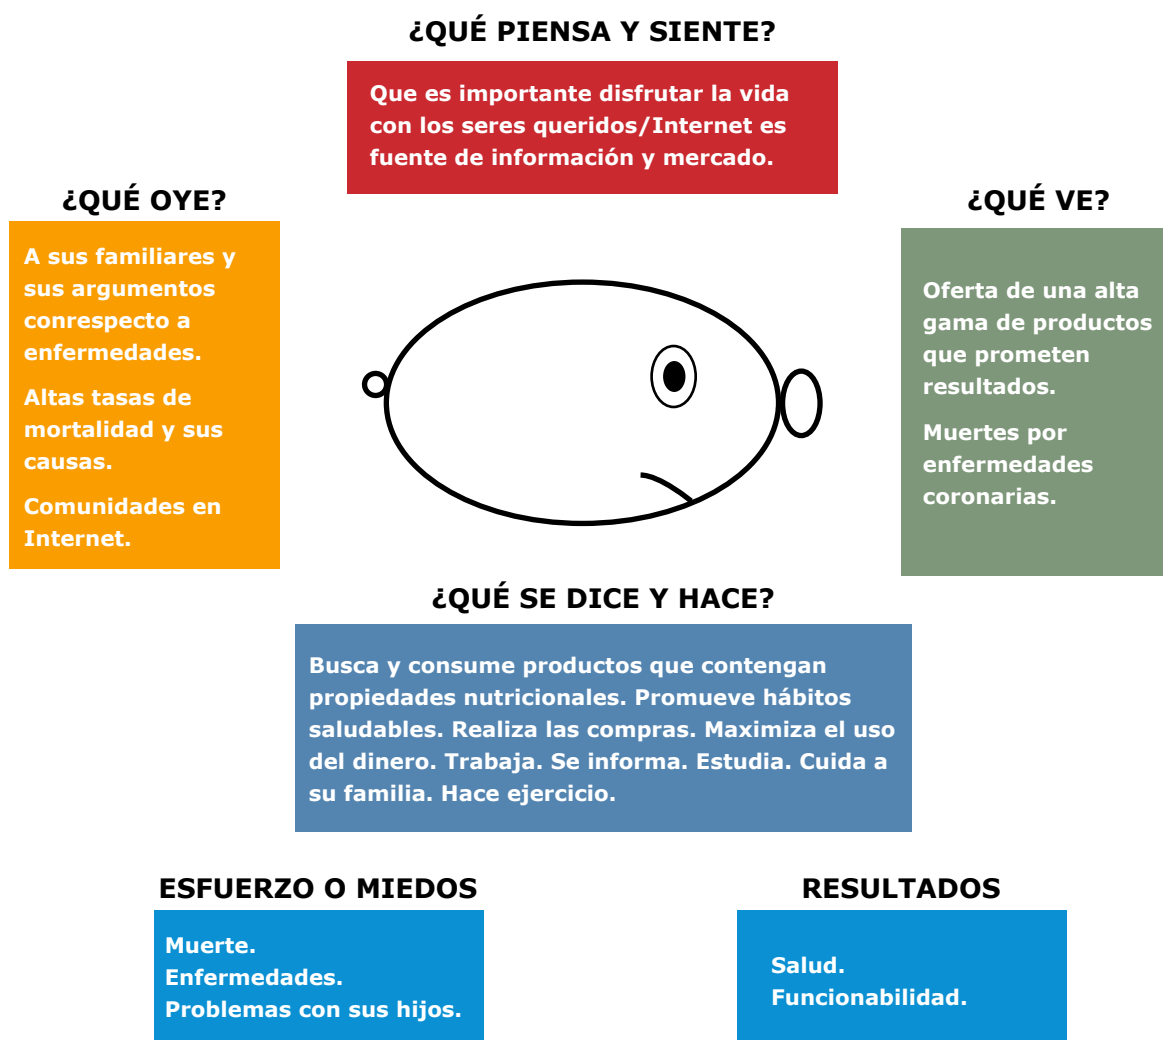 ¿QUÉ PIENSA Y SIENTE?
Que es importante disfrutar la vida
con los seres queridos/Internet es
fuente de información y mercado.
¿QUÉ OYE?
A sus familiares y
sus argumentos
conrespecto a
enfermedades.
Altas tasas de
mortalidad y sus
causas.
Comunidades en
Internet.
¿QUÉ VE?
Oferta de una alta
gama de productos
que prometen
resultados.
Muertes por
enfermedades
coronarias.
¿QUÉ SE DICE Y HACE?
Busca y consume productos que contengan
propiedades nutricionales. Promueve hábitos
saludables. Realiza las compras. Maximiza el uso
del dinero. Trabaja. Se informa. Estudia. Cuida a
su familia. Hace ejercicio.
ESFUERZO O MIEDOS
Muerte.
Enfermedades.
Problemas con sus hijos.
RESULTADOS
Salud.
Funcionabilidad.